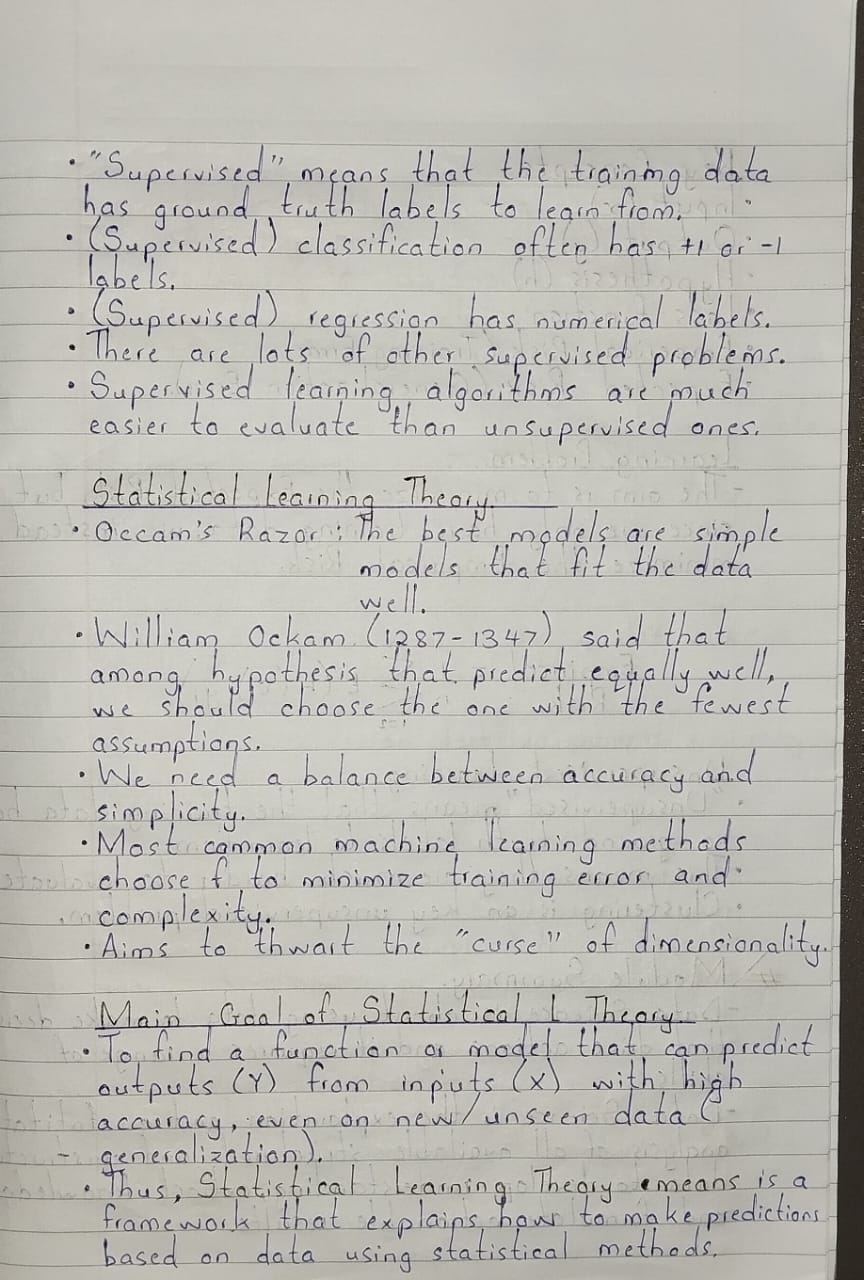 • "Supervised" means that the training data
has ground truth labels to learn from.
• (Supervised) classification often has +1 or -1
labels.
• (Supervised) regression has numerical labels.
• There are lots of other supervised problems.
• Supervised learning algorithms are much
easier to evaluate than unsupervised ones.
Statistical Learning Theory
• Occam's Razor: The best models are simple
models that fit the data
well.
• William Ockam (1287-1347) said that
among hypothesis that predict equally well,
we should choose the one with the fewest
assumptions.
• We need a balance between accuracy and
simplicity.
• Most common machine learning methods
choose f to minimize training error and
complexity.
• Aims to thwart the "curse" of dimensionality.
Main Goal of Statistical L Theory
• To find a function or model that can predict
outputs (Y) from inputs (X) with high
accuracy, even on new/unseen data (
- generalization).
• Thus, Statistical Learning Theory means is a
framework that explains how to make predictions
based on data using statistical methods.